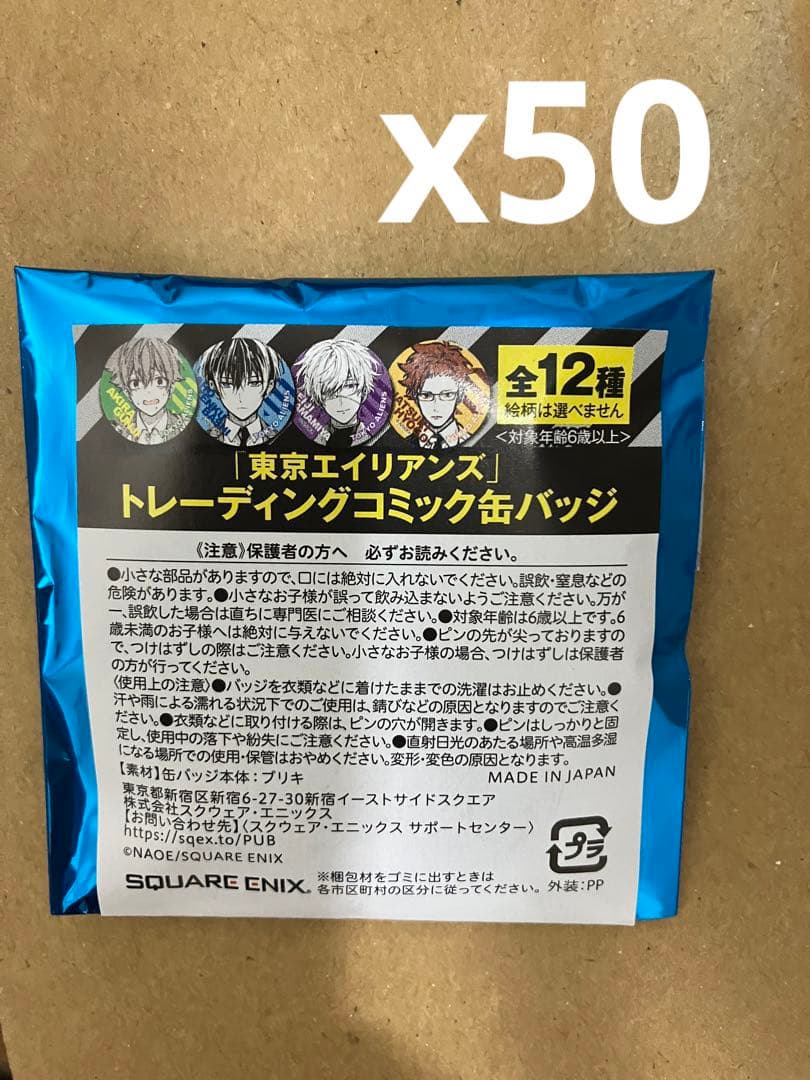 x50
全12種
絵柄は選べません
<対象年齢6歳以上>
「東京エイリアンズ」
トレーディングコミック缶バッジ
《注意》保護者の方へ 必ずお読みください。
●小さな部品がありますので、口には絶対に入れないでください。誤飲・窒息などの
危険があります。●小さなお子様が誤って飲み込まないようご注意ください。万が
一、誤飲した場合は直ちに専門医にご相談ください。●対象年齢は6歳以上です。6
歳未満のお子様へは絶対に与えないでください。●ピンの先が尖っておりますの
で、つけはずしの際はご注意ください。小さなお子様の場合、つけはずしは保護者
の方が行ってください。
〈使用上の注意〉●バッジを衣類などに着けたままでの洗濯はお止めください。●
汗や雨による濡れる状況下でのご使用は、錆びなどの原因となりますのでご注意く
ださい。●衣類などに取り付ける際は、ピンの穴が開きます。●ピンはしっかりと固
定し、使用中の落下や紛失にご注意ください。●直射日光のあたる場所や高温多湿
になる場所での使用・保管はおやめください。変形・変色の原因となります。
【素材】缶バッジ本体：ブリキ
MADE IN JAPAN
東京都新宿区新宿6-27-30新宿イーストサイドスクエア
株式会社スクウェア・エニックス
【お問い合わせ先】〈スクウェア・エニックス サポートセンター〉
https://sqex.to/PUB
©NAOE/SQUARE ENIX
プラ
SQUARE ENIX.
※梱包材をゴミに出すときは
各市区町村の区分に従ってください。
外装：PP